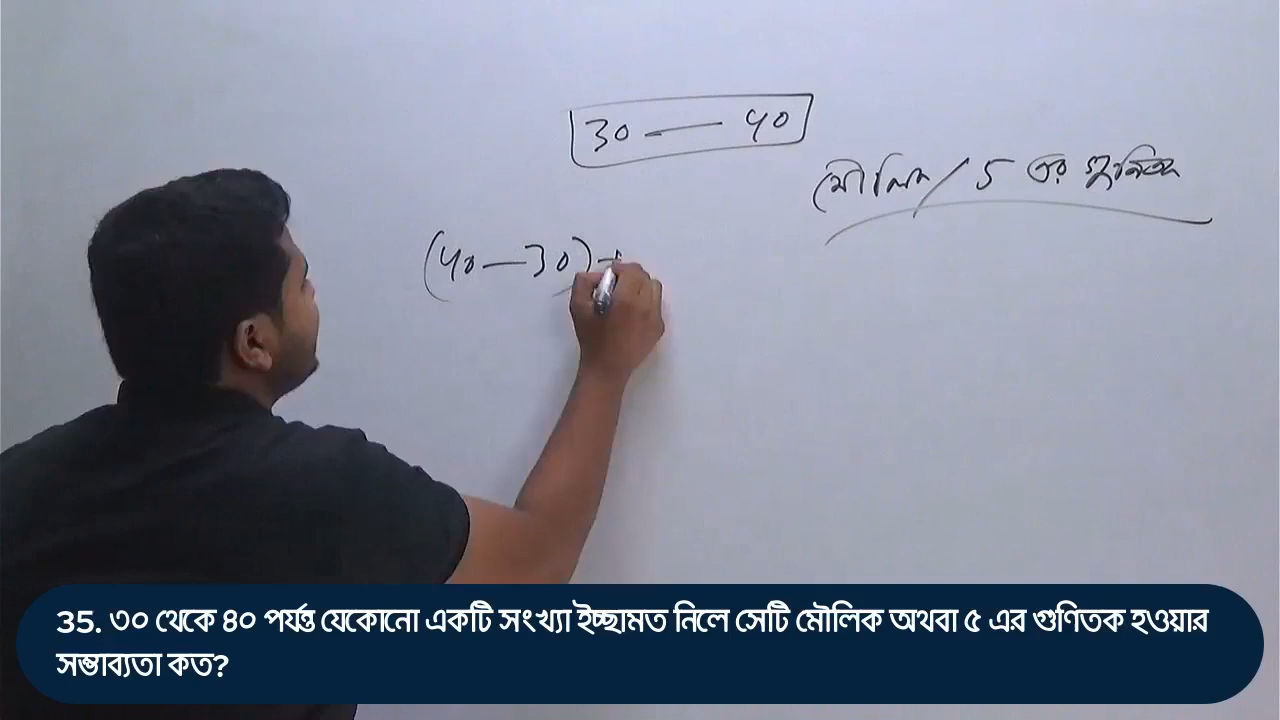 30 — 40
মৌলিক / 5 এর গুণিতক
(40 — 30) +
35. ৩০ থেকে ৪০ পর্যন্ত যেকোনো একটি সংখ্যা ইচ্ছামত নিলে সেটি মৌলিক অথবা ৫ এর গুণিতক হওয়ার
সম্ভাব্যতা কত?